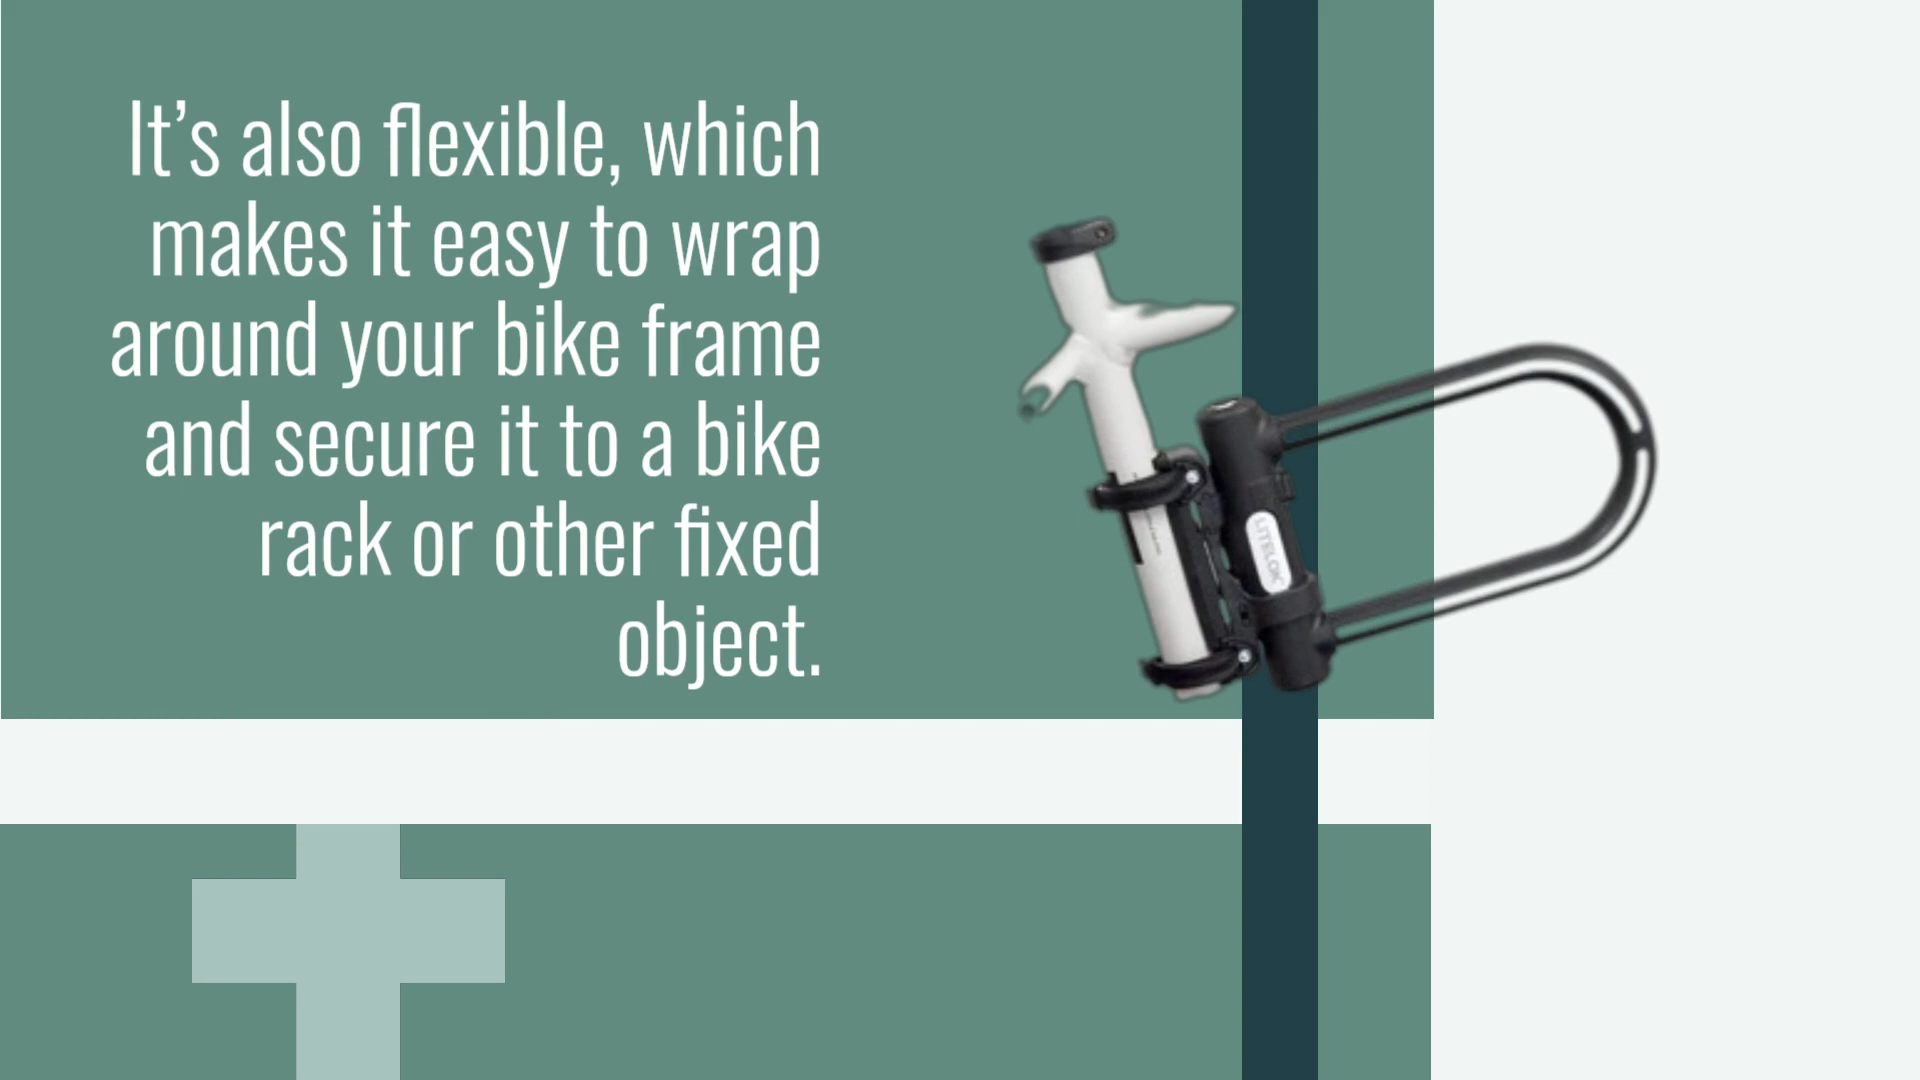 It’s also flexible, which
makes it easy to wrap
around your bike frame
and secure it to a bike
rack or other fixed
object.
LITELOK